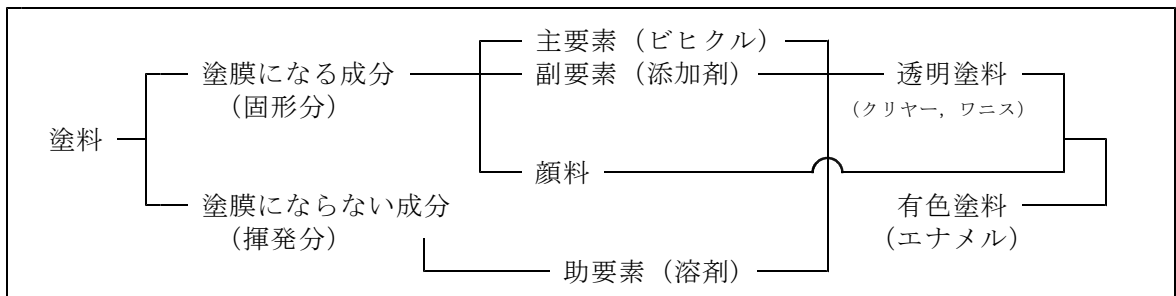 主要素（ビヒクル）
塗膜になる成分
副要素（添加剤）
透明塗料
（固形分）
（クリヤー，ワニス）
塗料
顔料
塗膜にならない成分
有色塗料
（揮発分）
（エナメル）
助要素（溶剤）